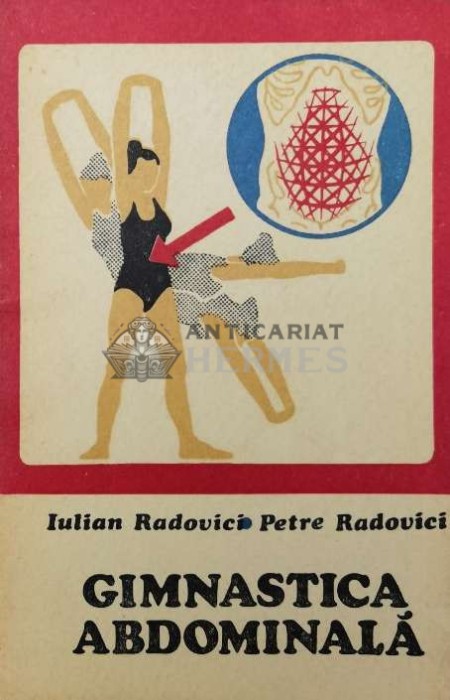 ANTICARIAT
HERMES
Iulian Radovici • Petre Radovici
GIMNASTICA
ABDOMINALĂ